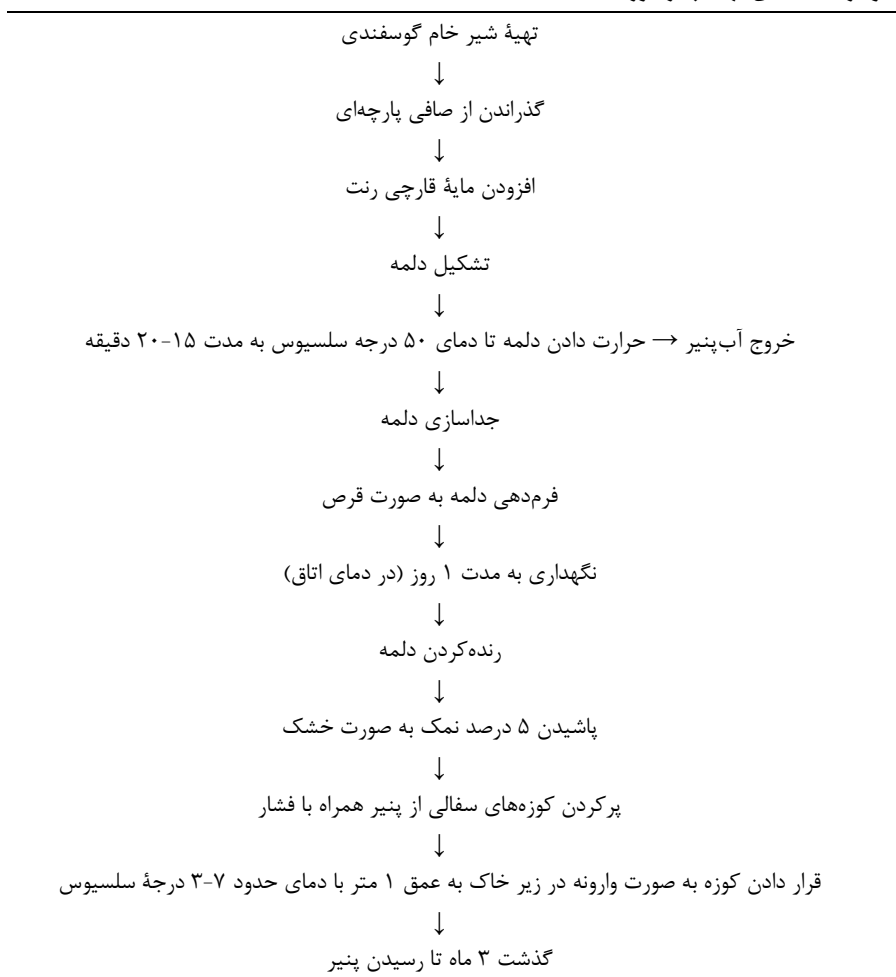 تهیۀ شیر خام گوسفندی
↓
گذراندن از صافی پارچه‌ای
↓
افزودن مایۀ قارچی رنت
↓
تشکیل دلمه
↓
خروج آب‌پنیر → حرارت دادن دلمه تا دمای ۵۰ درجه سلسیوس به مدت ۱۵-۲۰ دقیقه
↓
جداسازی دلمه
↓
فرم‌دهی دلمه به صورت قرص
↓
نگهداری به مدت ۱ روز (در دمای اتاق)
↓
رنده‌کردن دلمه
↓
پاشیدن ۵ درصد نمک به صورت خشک
↓
پرکردن کوزه‌های سفالی از پنیر همراه با فشار
↓
قرار دادن کوزه به صورت وارونه در زیر خاک به عمق ۱ متر با دمای حدود ۷-۳ درجۀ سلسیوس
↓
گذشت ۳ ماه تا رسیدن پنیر